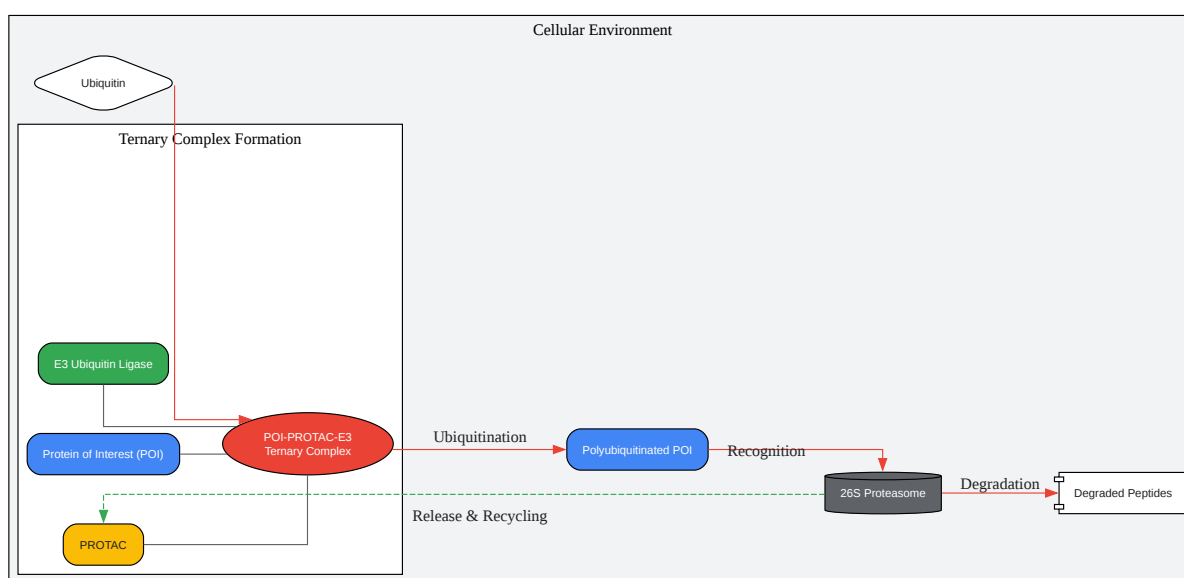 Cellular Environment
Ubiquitin
Ternary Complex Formation
E3 Ubiquitin Ligase
Protein of Interest (POI)
POI-PROTAC-E3
Ternary Complex
Ubiquitination
Polyubiquitinated POI
Recognition
26S Proteasome
Degradation
Degraded Peptides
Release & Recycling
PROTAC